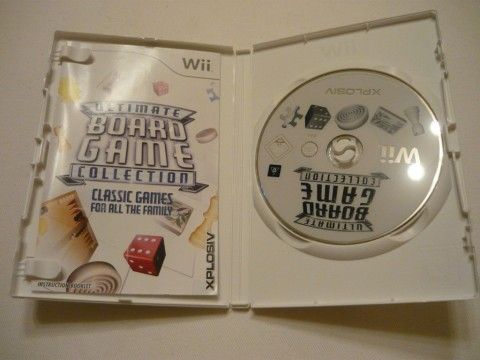 Wii
ULTIMATE
BOARD
GAME
COLLECTION
CLASSIC GAMES
FOR ALL THE FAMILY
INSTRUCTION BOOKLET
XPLOSIV
XPLOSIV
Wii
ULTIMATE
BOARD
GAME
COLLECTION
Wii